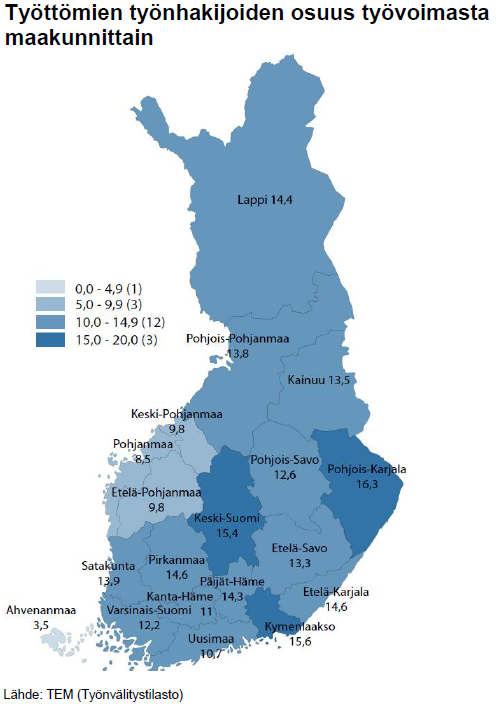 Työttömien työnhakijoiden osuus työvoimasta
maakunnittain
Lappi 14,4
0,0 - 4,9 (1)
5,0 - 9,9 (3)
10,0 - 14,9 (12)
15,0 - 20,0 (3)
Pohjois-Pohjanmaa
13,8
Kainuu 13,5
Keski-Pohjanmaa
9,8
Pohjanmaa
8,5
Pohjois-Savo
12,6
Pohjois-Karjala
16,3
Etelä-Pohjanmaa
9,8
Keski-Suomi
15,4
Etelä-Savo
13,3
Satakunta
13,9
Pirkanmaa
14,6
Päijät-Häme
14,3
Kanta-Häme
11
Etelä-Karjala
14,6
Ahvenanmaa
3,5
Varsinais-Suomi
12,2
Uusimaa
10,7
Kymenlaakso
15,6
Lähde: TEM (Työnvälitystilasto)